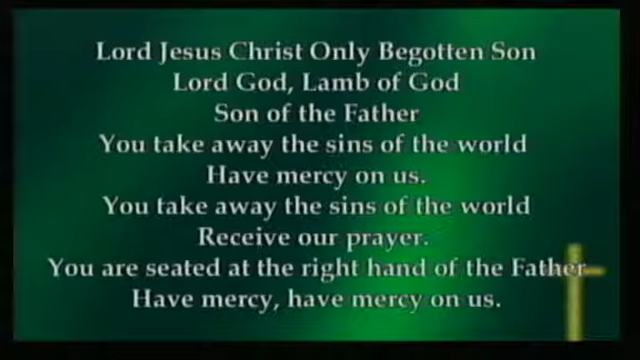 Lord Jesus Christ Only Begotten Son
Lord God, Lamb of God
Son of the Father
You take away the sins of the world
Have mercy on us.
You take away the sins of the world
Receive our prayer.
You are seated at the right hand of the Father
Have mercy, have mercy on us.